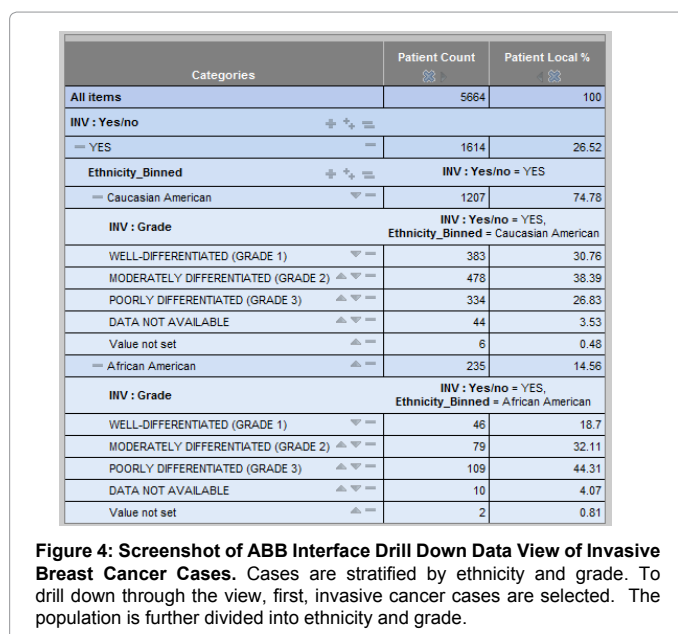 Categories Patient Count Patient Local %
All items 5664 100
INV : Yes/no
YES 1614 26.52
Ethnicity_Binned INV : Yes/no = YES
Caucasian American 1207 74.78
INV : Grade INV : Yes/no = YES,
Ethnicity_Binned = Caucasian American
WELL-DIFFERENTIATED (GRADE 1) 383 30.76
MODERATELY DIFFERENTIATED (GRADE 2) 478 38.39
POORLY DIFFERENTIATED (GRADE 3) 334 26.83
DATA NOT AVAILABLE 44 3.53
Value not set 6 0.48
African American 235 14.56
INV : Grade INV : Yes/no = YES,
Ethnicity_Binned = African American
WELL-DIFFERENTIATED (GRADE 1) 46 18.7
MODERATELY DIFFERENTIATED (GRADE 2) 79 32.11
POORLY DIFFERENTIATED (GRADE 3) 109 44.31
DATA NOT AVAILABLE 10 4.07
Value not set 2 0.81
Figure 4: Screenshot of ABB Interface Drill Down Data View of Invasive
Breast Cancer Cases. Cases are stratified by ethnicity and grade. To
drill down through the view, first, invasive cancer cases are selected. The
population is further divided into ethnicity and grade.